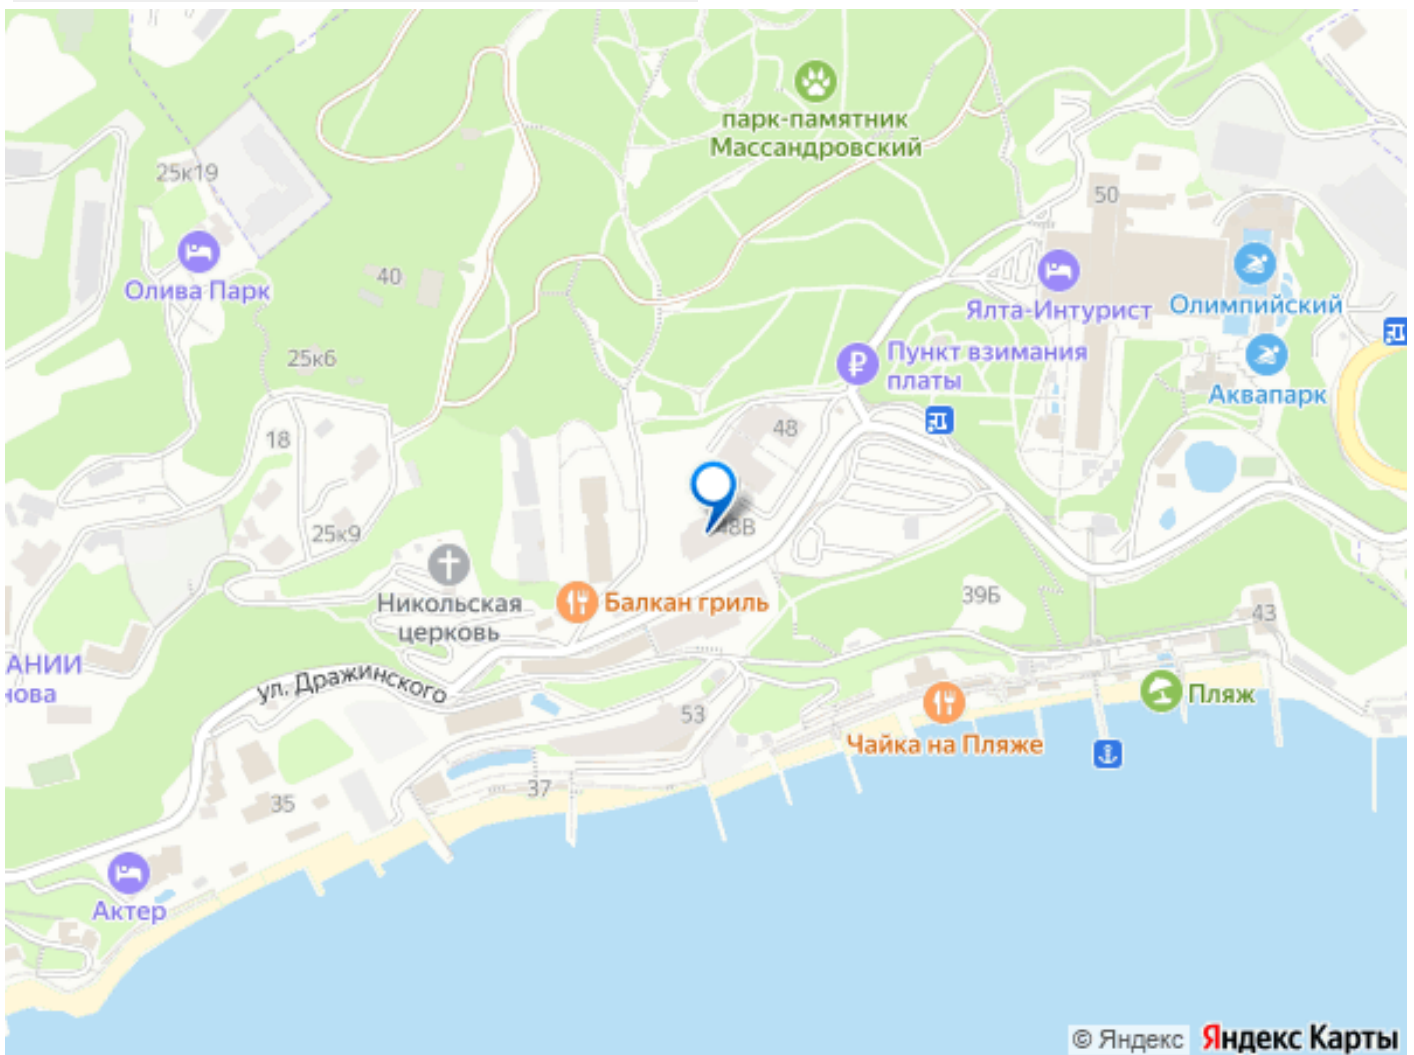 парк-памятник
Массандровский
25к19
50
Олива Парк
40
Ялта-Интурист
Олимпийский
25к6
Пункт взимания
платы
Аквапарк
18
48
25к9
48В
Никольская
церковь
Балкан гриль
39Б
43
АНИИ
нова
ул. Дражинского
53
Пляж
Чайка на Пляже
37
35
Актер
© Яндекс Яндекс Карты